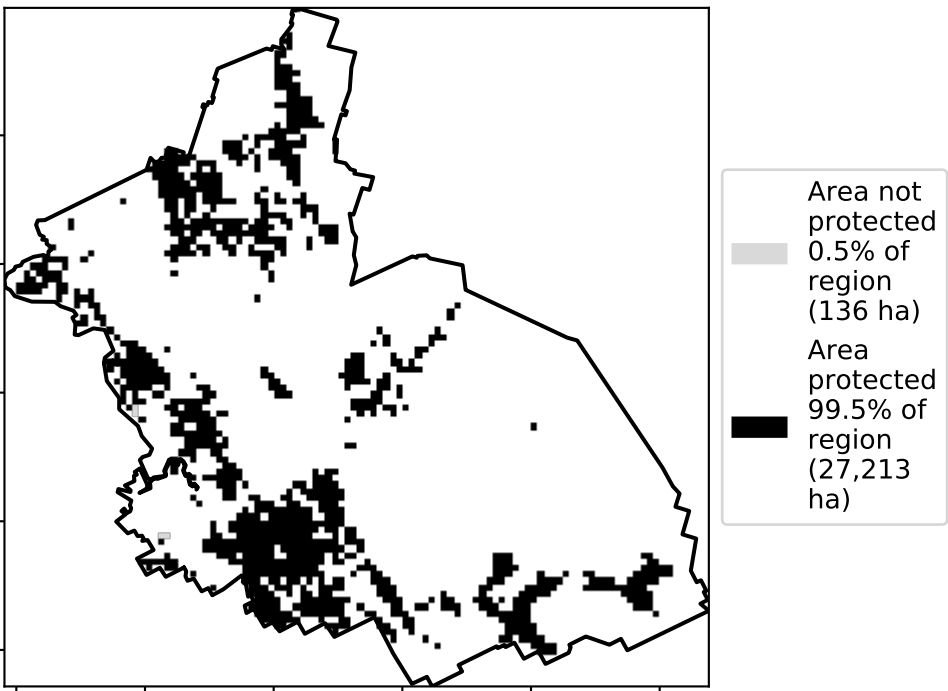 Area not
protected
0.5% of
region
(136 ha)
Area
protected
99.5% of
region
(27,213
ha)